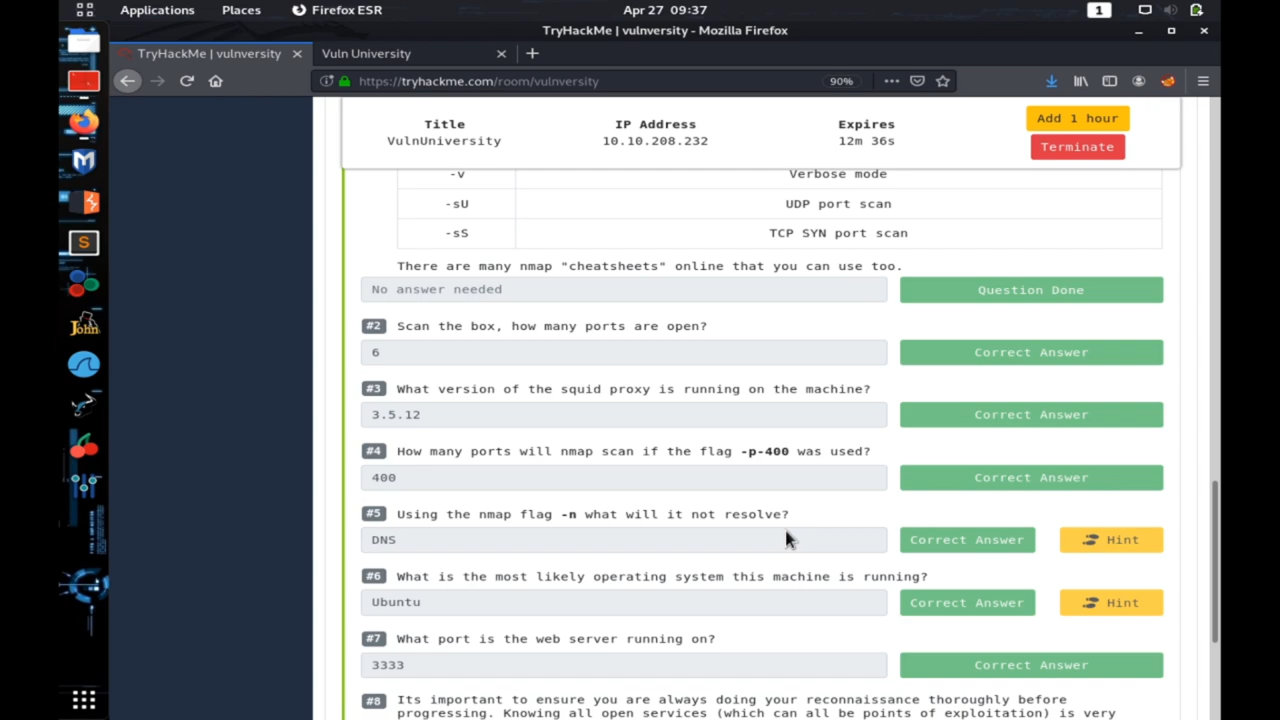 Applications Places Firefox ESR Apr 27 09:37 1
TryHackMe | vulnversity - Mozilla Firefox
TryHackMe | vulnversity Vuln University
https://tryhackme.com/room/vulnversity 90%
Title IP Address Expires Add 1 hour
VulnUniversity 10.10.208.232 12m 36s Terminate
-v Verbose mode
-sU UDP port scan
-sS TCP SYN port scan
There are many nmap "cheatsheets" online that you can use too.
No answer needed Question Done
#2 Scan the box, how many ports are open?
6 Correct Answer
#3 What version of the squid proxy is running on the machine?
3.5.12 Correct Answer
#4 How many ports will nmap scan if the flag -p-400 was used?
400 Correct Answer
#5 Using the nmap flag -n what will it not resolve?
DNS Correct Answer Hint
#6 What is the most likely operating system this machine is running?
Ubuntu Correct Answer Hint
#7 What port is the web server running on?
3333 Correct Answer
#8 Its important to ensure you are always doing your reconnaissance thoroughly before
progressing. Knowing all open services (which can all be points of exploitation) is very
S
John